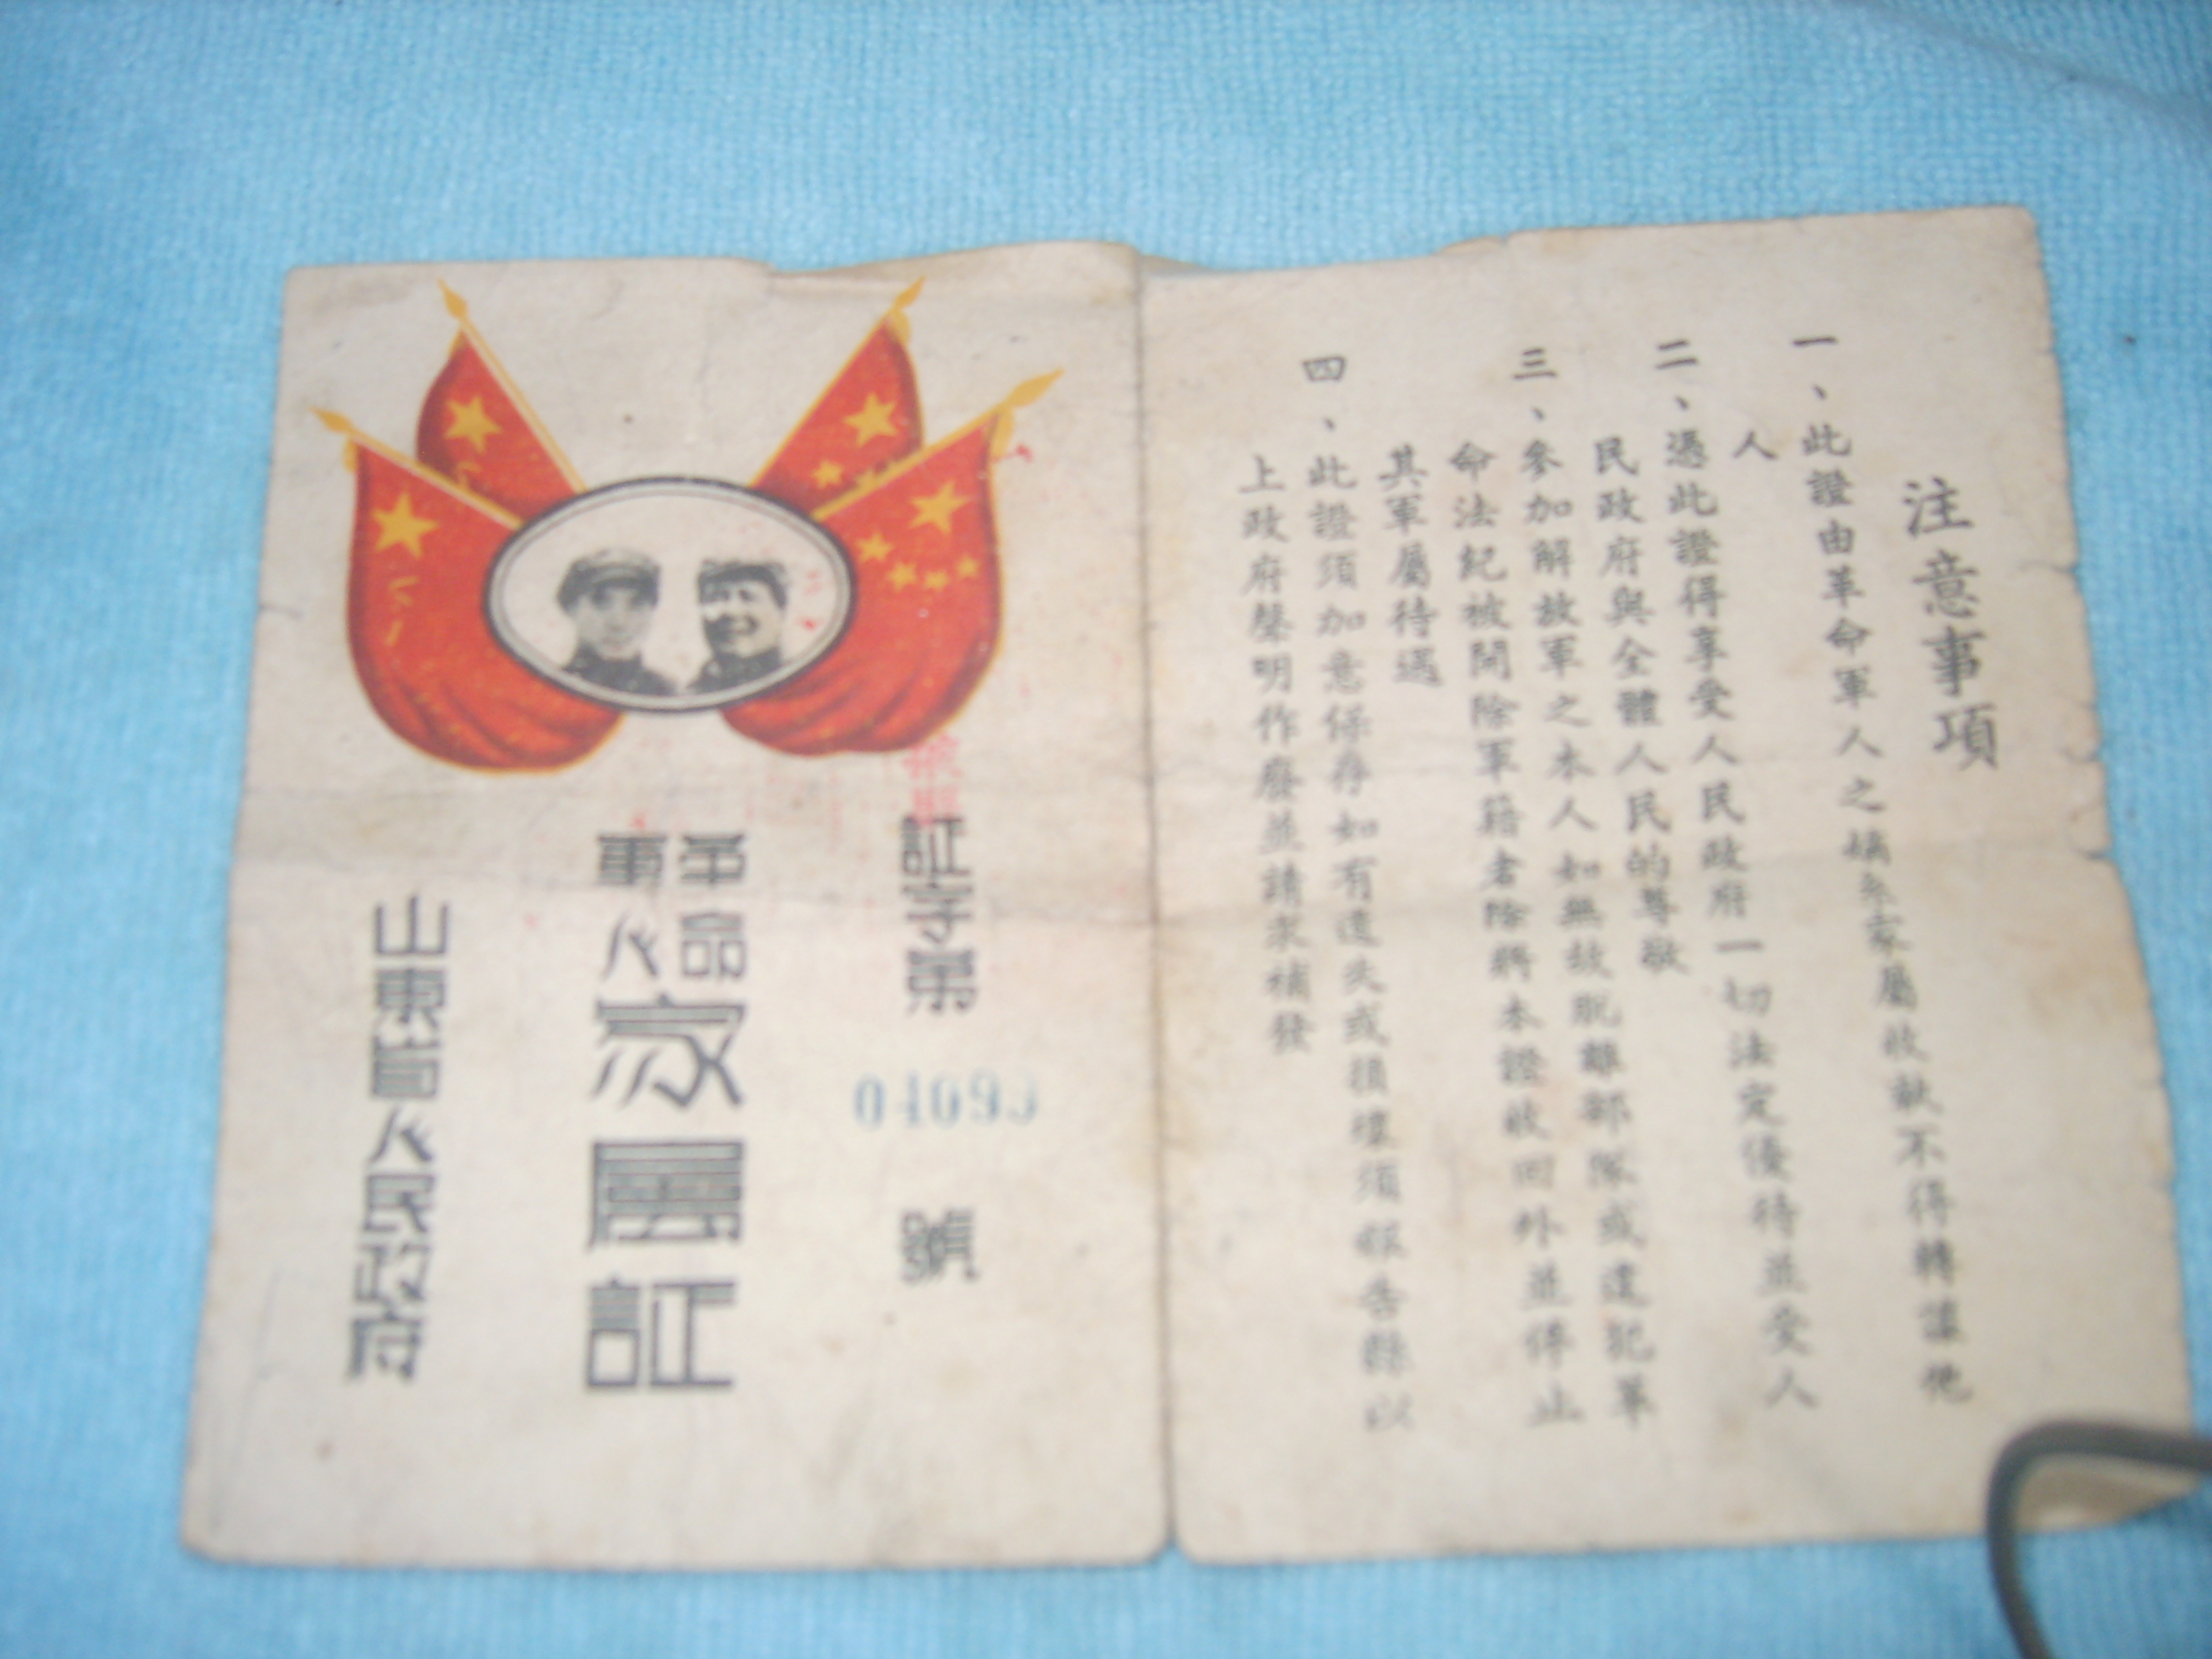 注意事項
一、此證由革命軍人之嫡系家屬收執不得轉讓他
人
二、憑此證得享受人民政府一切法定優待並受人
民政府與全體人民的尊敬
三、參加解放軍之本人如無故脫離部隊或違犯革
命法紀被開除軍籍者除將本證收回外並停止
其軍屬待遇
四、此證須加意保存如有遺失或損壞須報告縣以
上政府聲明作廢並請求補發
証字第 04093 號
革命
軍人
家屬証
山東省人民政府